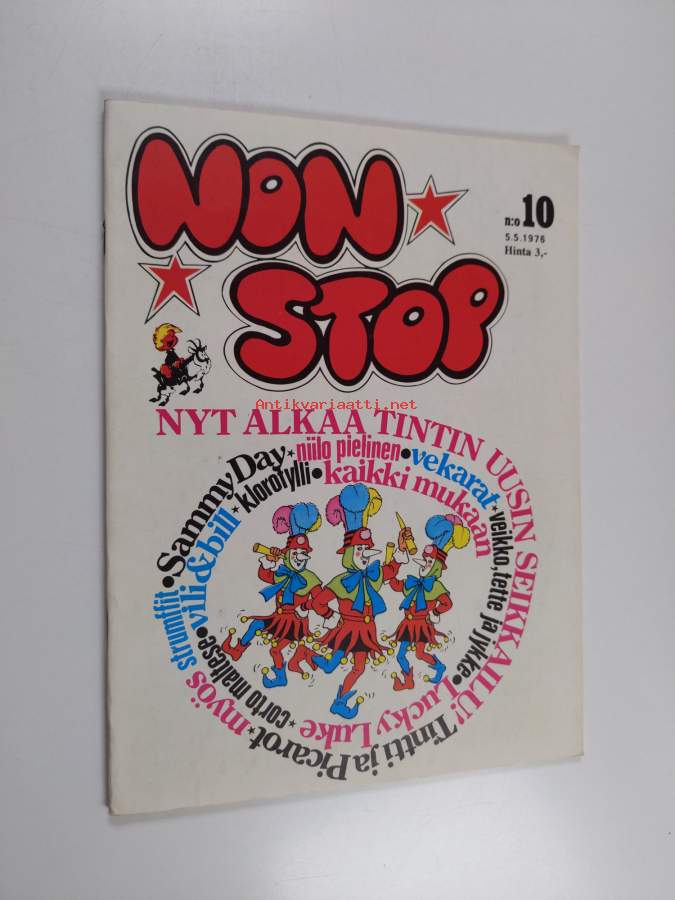 NON
STOP
n:o 10
5.5.1976
Hinta 3,-
Antikvariaatti.net
NYT ALKAA TINTIN UUSIN SEIKKAILU! Tintti ja Picarot ★ myös strumffit • Sammy Day ★ niilo pielinen • vekarat ★ veikko, tette ja jykke • Lucky Luke ★ corto maltese • vili & bill ★ klorofylli • kaikki mukaan